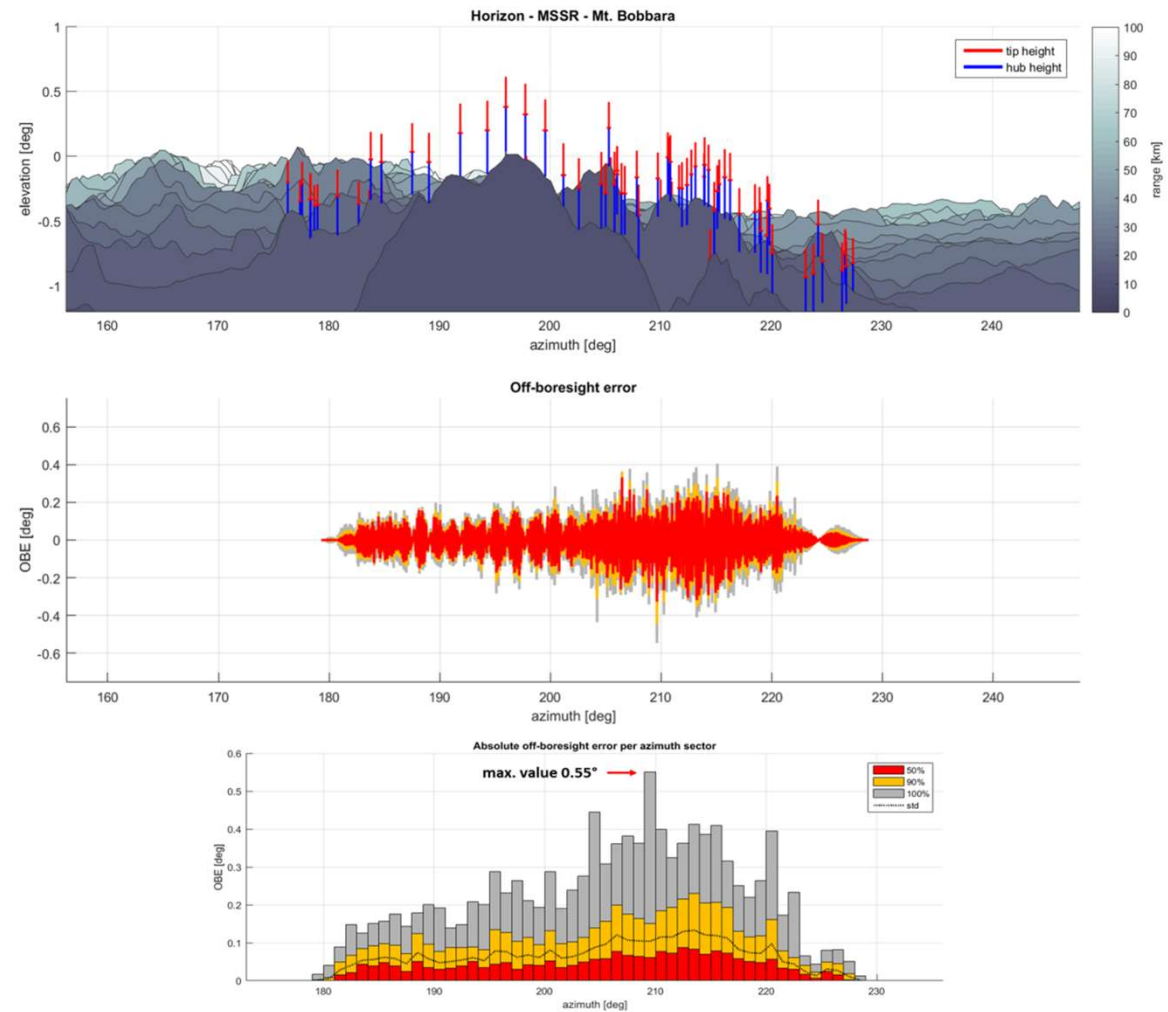 Horizon - MSSR - Mt. Bobbara
1
0.5
0
-0.5
-1
elevation [deg]
tip height
hub height
160 170 180 190 200 210 220 230 240
azimuth [deg]
100
90
80
70
60
50
40
30
20
10
0
range [km]
Off-boresight error
0.6
0.4
0.2
0
-0.2
-0.4
-0.6
OBE [deg]
160 170 180 190 200 210 220 230 240
azimuth [deg]
Absolute off-boresight error per azimuth sector
max. value 0.55°
0.6
0.5
0.4
0.3
0.2
0.1
0
OBE [deg]
50%
90%
100%
std
180 190 200 210 220 230
azimuth [deg]